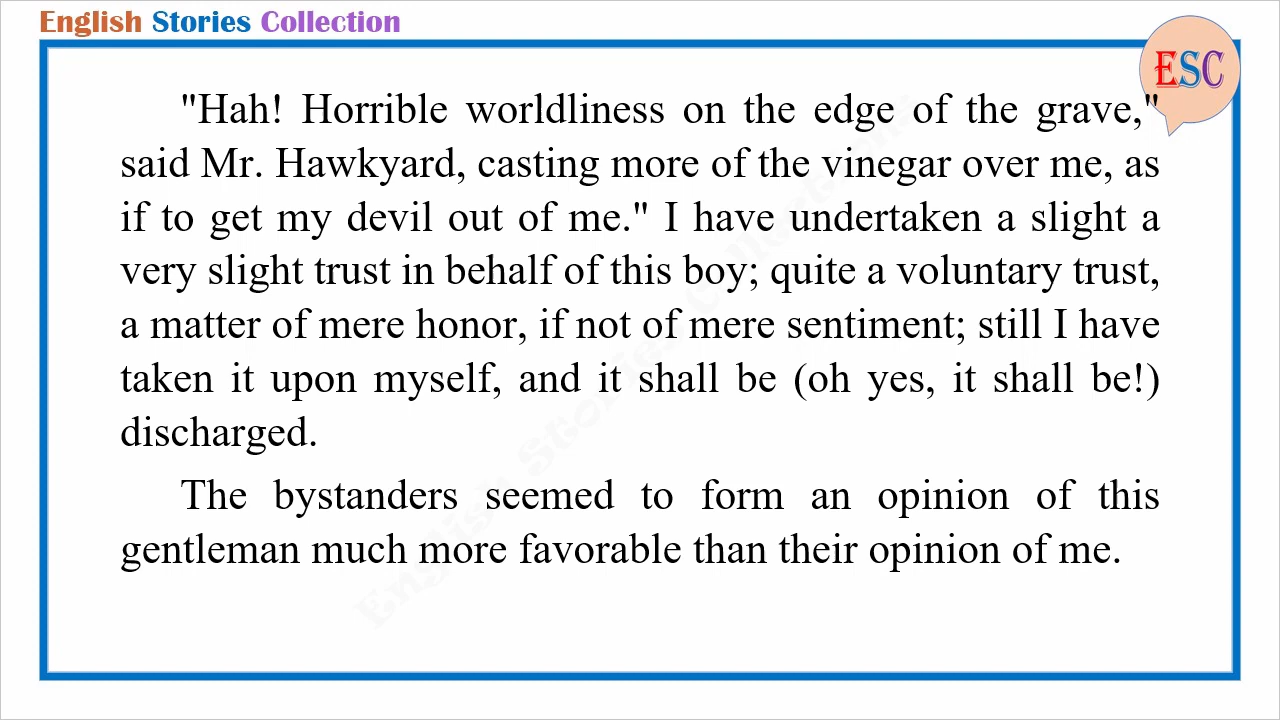 English Stories Collection
ESC
"Hah! Horrible worldliness on the edge of the grave,"
said Mr. Hawkyard, casting more of the vinegar over me, as
if to get my devil out of me." I have undertaken a slight a
very slight trust in behalf of this boy; quite a voluntary trust,
a matter of mere honor, if not of mere sentiment; still I have
taken it upon myself, and it shall be (oh yes, it shall be!)
discharged.
The bystanders seemed to form an opinion of this
gentleman much more favorable than their opinion of me.
English Stories Collections